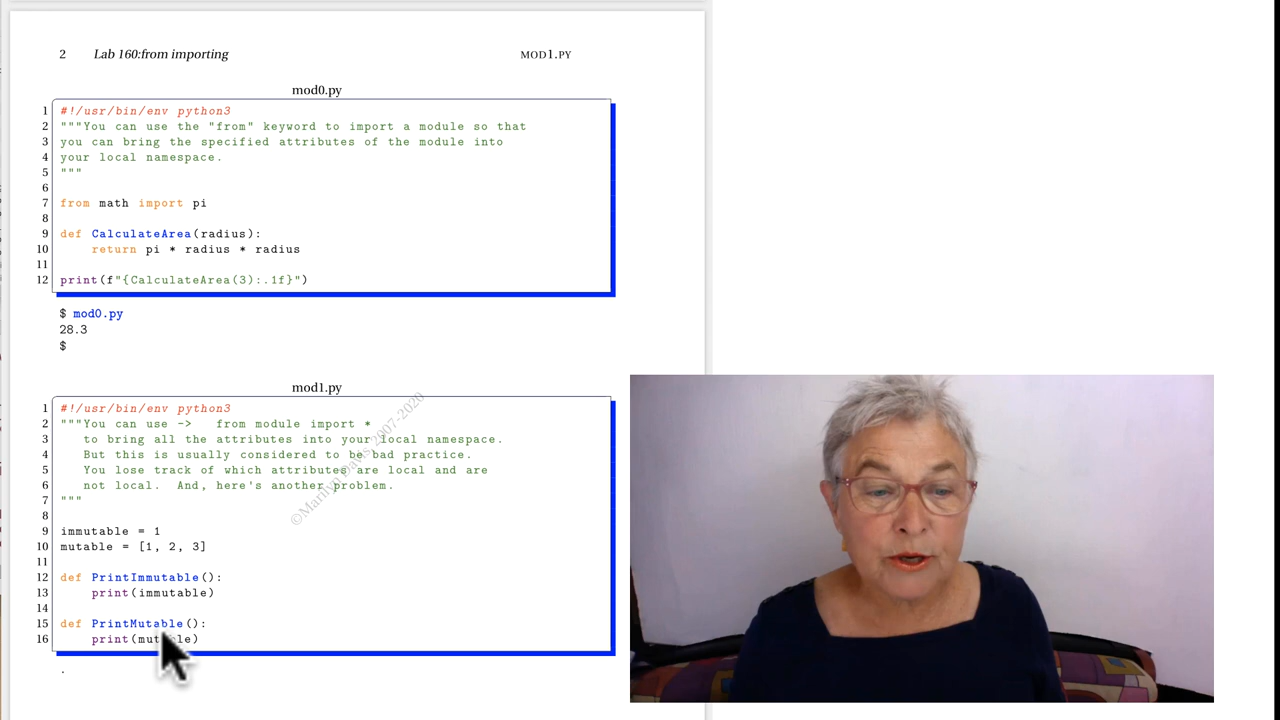 2 Lab 160:from importing MOD1.PY
mod0.py
1 #!/usr/bin/env python3
2 """You can use the "from" keyword to import a module so that
3 you can bring the specified attributes of the module into
4 your local namespace.
5 """
6
7 from math import pi
8
9 def CalculateArea(radius):
10 return pi * radius * radius
11
12 print(f"{CalculateArea(3):.1f}")
$ mod0.py
28.3
$
mod1.py
1 #!/usr/bin/env python3
2 """You can use -> from module import *
3 to bring all the attributes into your local namespace.
4 But this is usually considered to be bad practice.
5 You lose track of which attributes are local and are
6 not local. And, here's another problem.
7 """
8
9 immutable = 1
10 mutable = [1, 2, 3]
11
12 def PrintImmutable():
13 print(immutable)
14
15 def PrintMutable():
16 print(mutable)
.